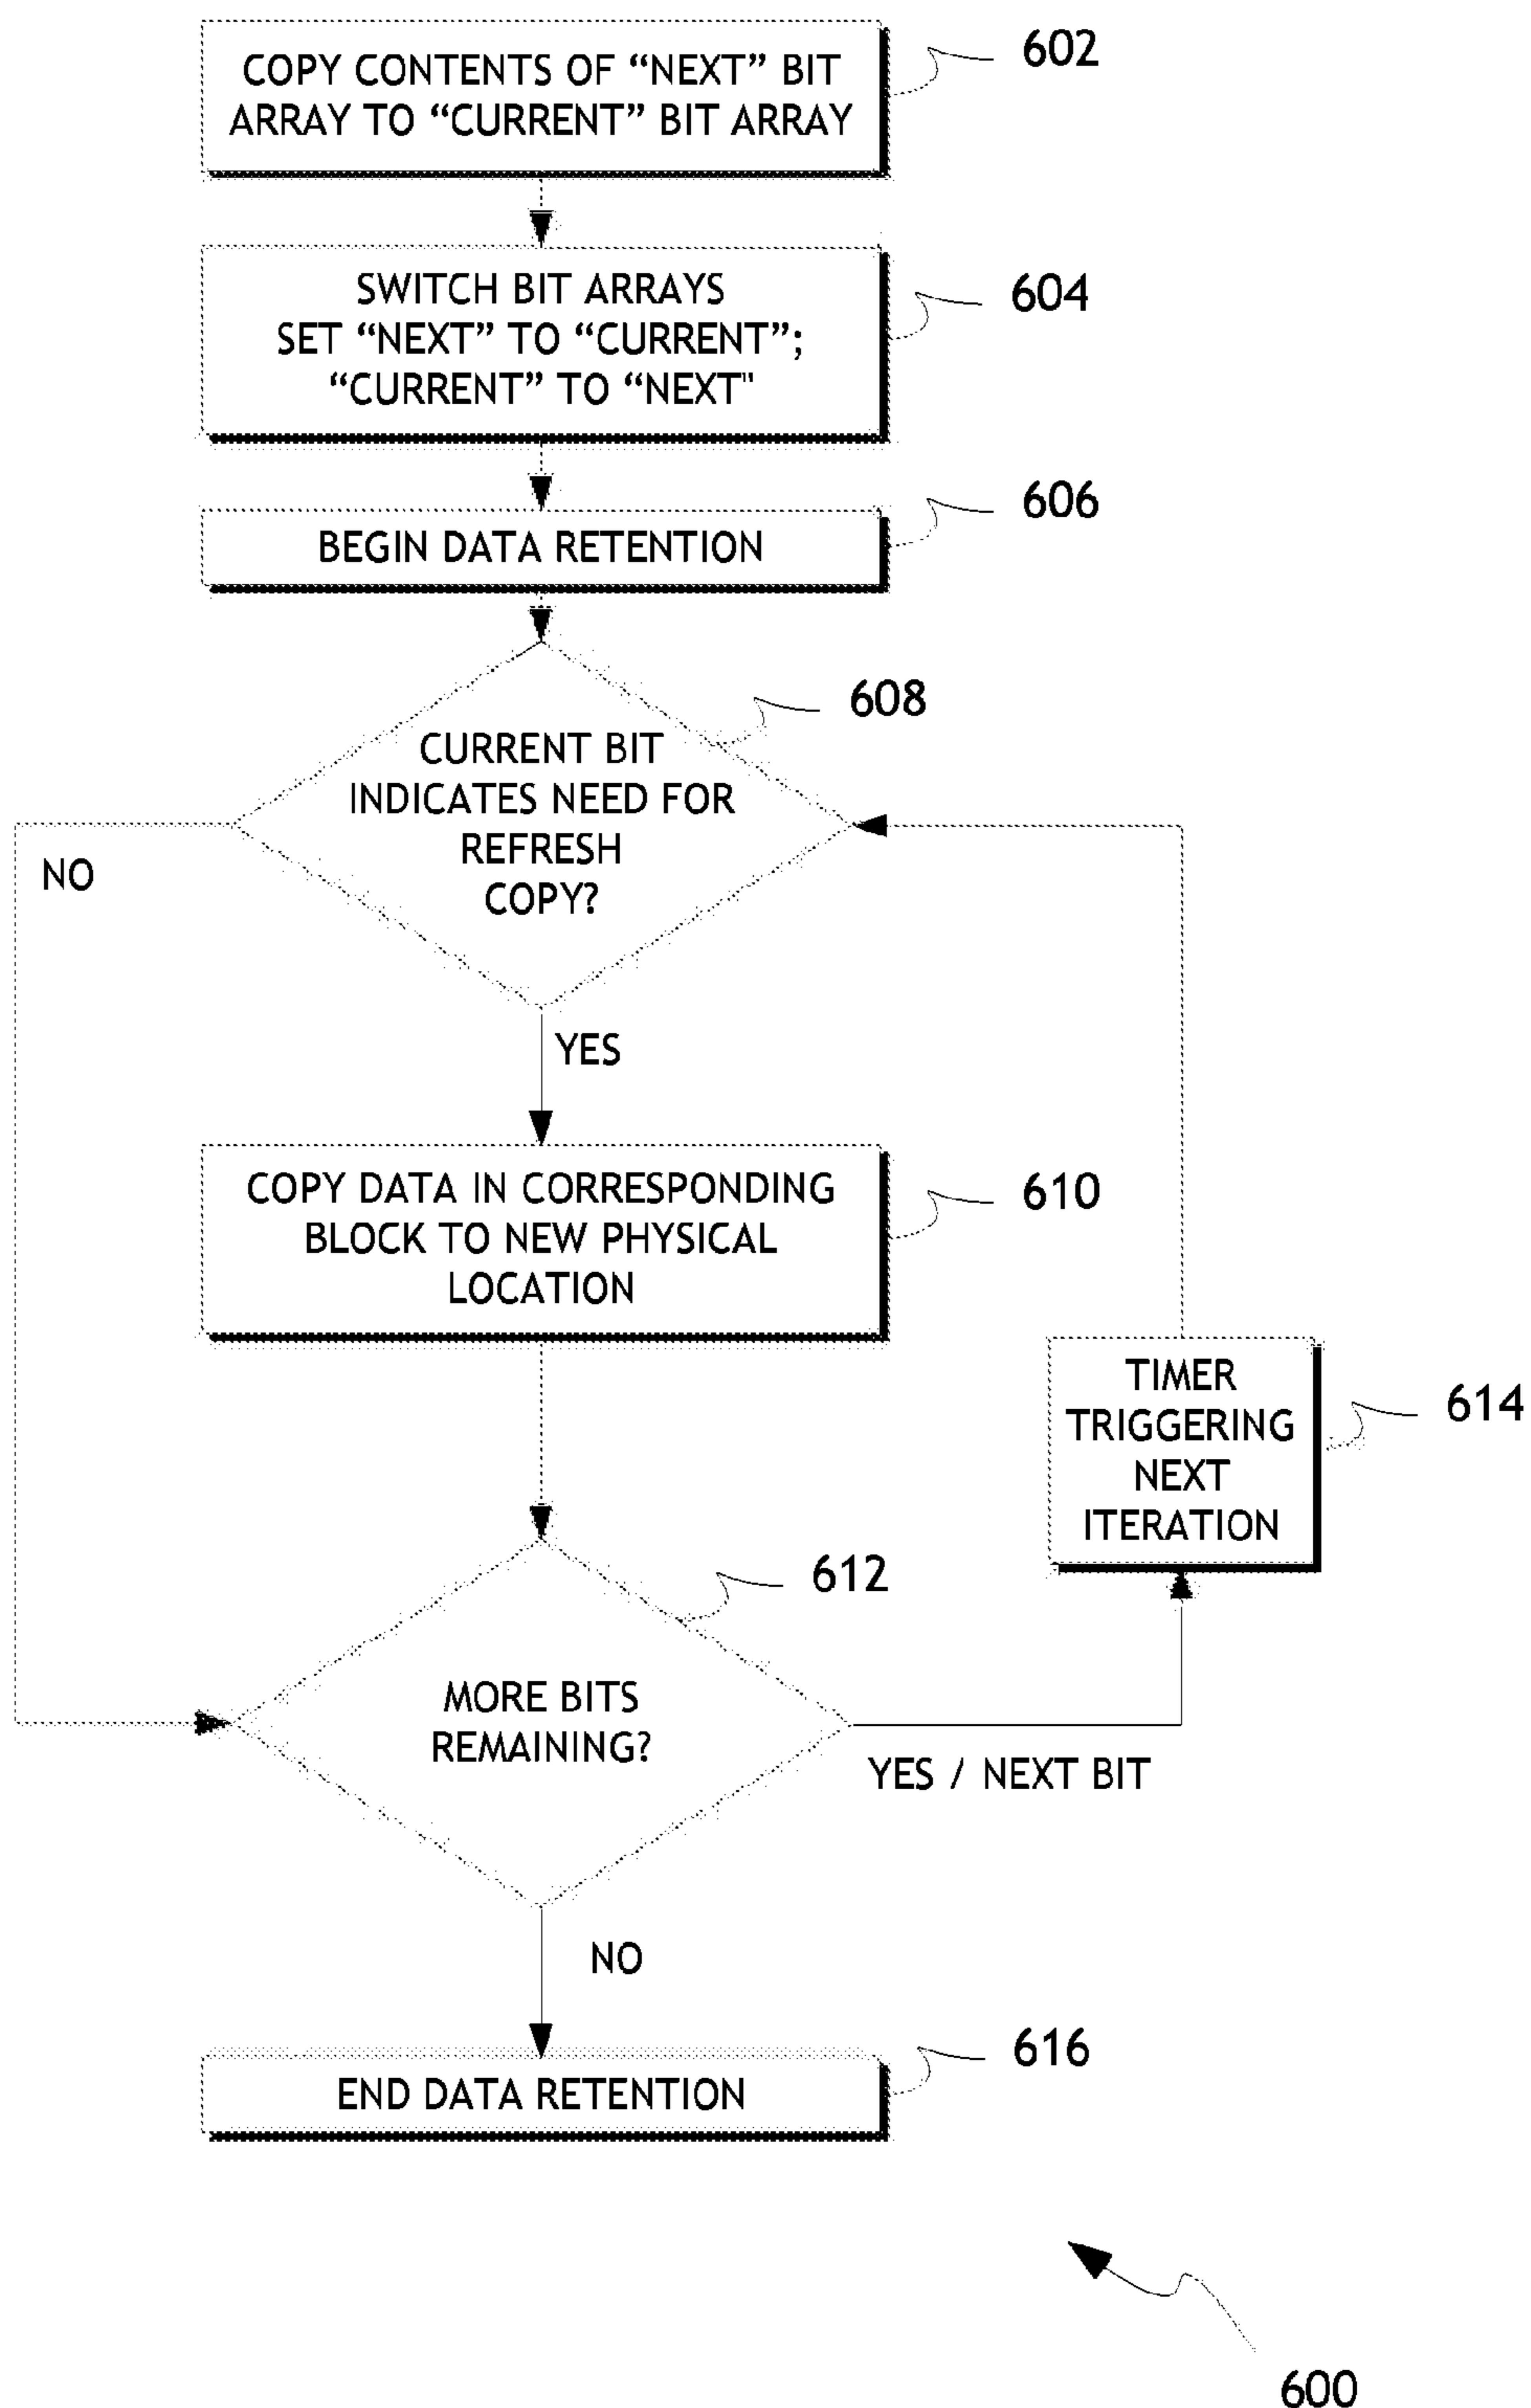 COPY CONTENTS OF “NEXT” BIT
ARRAY TO “CURRENT” BIT ARRAY
602
SWITCH BIT ARRAYS
SET “NEXT” TO “CURRENT”;
“CURRENT” TO “NEXT"
604
BEGIN DATA RETENTION
606
CURRENT BIT
INDICATES NEED FOR
REFRESH
COPY?
608
NO
YES
COPY DATA IN CORRESPONDING
BLOCK TO NEW PHYSICAL
LOCATION
610
TIMER
TRIGGERING
NEXT
ITERATION
614
MORE BITS
REMAINING?
612
YES / NEXT BIT
NO
END DATA RETENTION
616
600